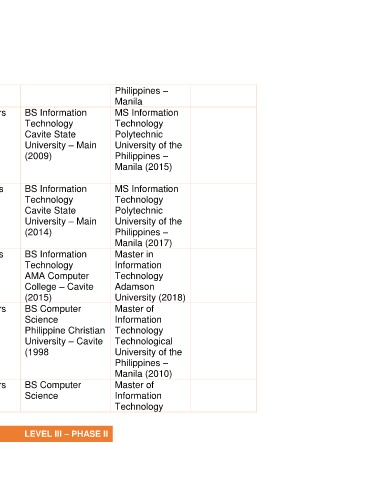 Philippines –
Manila
rs
BS Information
Technology
Cavite State
University – Main
(2009)
MS Information
Technology
Polytechnic
University of the
Philippines –
Manila (2015)
s
BS Information
Technology
Cavite State
University – Main
(2014)
MS Information
Technology
Polytechnic
University of the
Philippines –
Manila (2017)
s
BS Information
Technology
AMA Computer
College – Cavite
(2015)
Master in
Information
Technology
Adamson
University (2018)
rs
BS Computer
Science
Philippine Christian
University – Cavite
(1998
Master of
Information
Technology
Technological
University of the
Philippines –
Manila (2010)
rs
BS Computer
Science
Master of
Information
Technology
LEVEL III – PHASE II